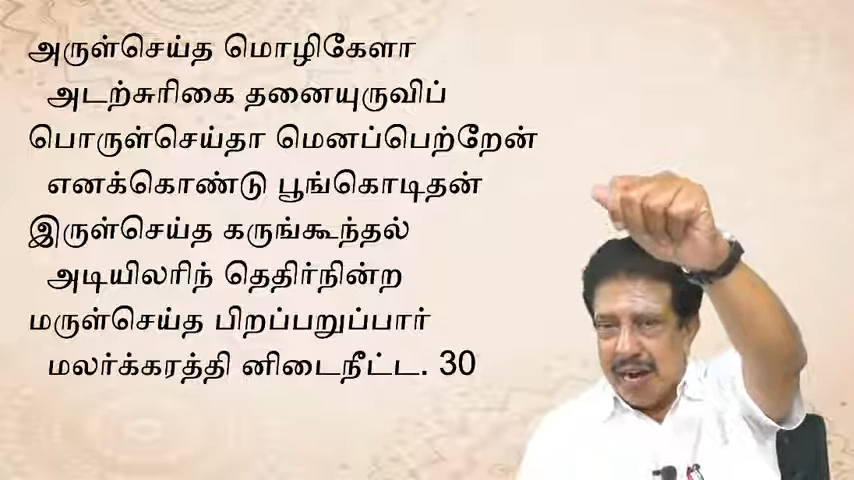 அருள்செய்த மொழிகேளா
அடற்சுரிகை தனையுருவிப்
பொருள்செய்தா மெனப்பெற்றேன்
எனக்கொண்டு பூங்கொடிதன்
இருள்செய்த கருங்கூந்தல்
அடியிலரிந் தெதிர்நின்ற
மருள்செய்த பிறப்பறுப்பார்
மலர்க்கரத்தி னிடைநீட்ட. 30